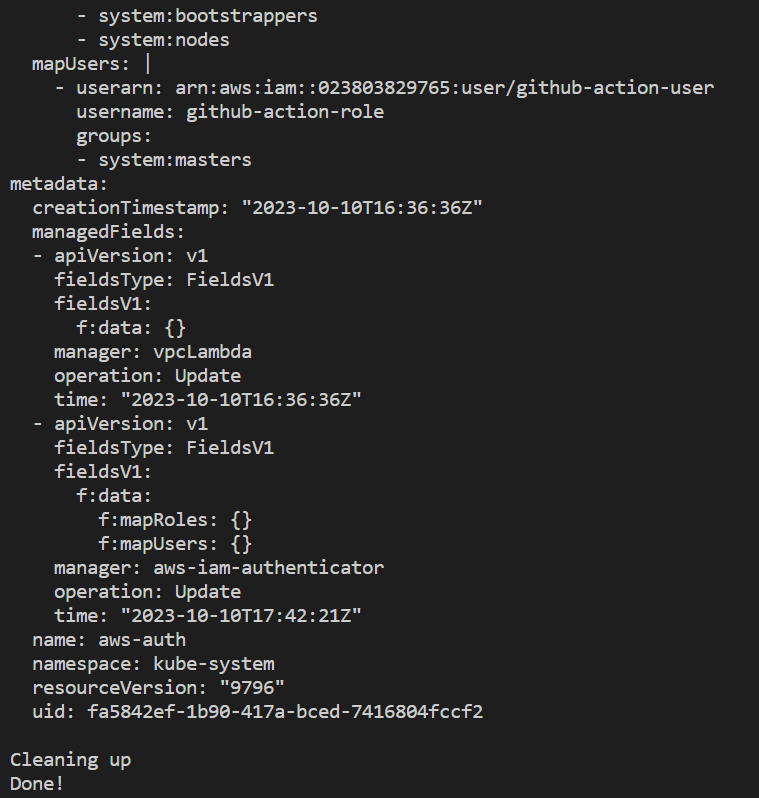 - system:bootstrappers
      - system:nodes
  mapUsers: |
    - userarn: arn:aws:iam::023803829765:user/github-action-user
      username: github-action-role
      groups:
      - system:masters
metadata:
  creationTimestamp: "2023-10-10T16:36:36Z"
  managedFields:
  - apiVersion: v1
    fieldsType: FieldsV1
    fieldsV1:
      f:data: {}
    manager: vpcLambda
    operation: Update
    time: "2023-10-10T16:36:36Z"
  - apiVersion: v1
    fieldsType: FieldsV1
    fieldsV1:
      f:data:
        f:mapRoles: {}
        f:mapUsers: {}
    manager: aws-iam-authenticator
    operation: Update
    time: "2023-10-10T17:42:21Z"
  name: aws-auth
  namespace: kube-system
  resourceVersion: "9796"
  uid: fa5842ef-1b90-417a-bced-7416804fccf2

Cleaning up
Done!